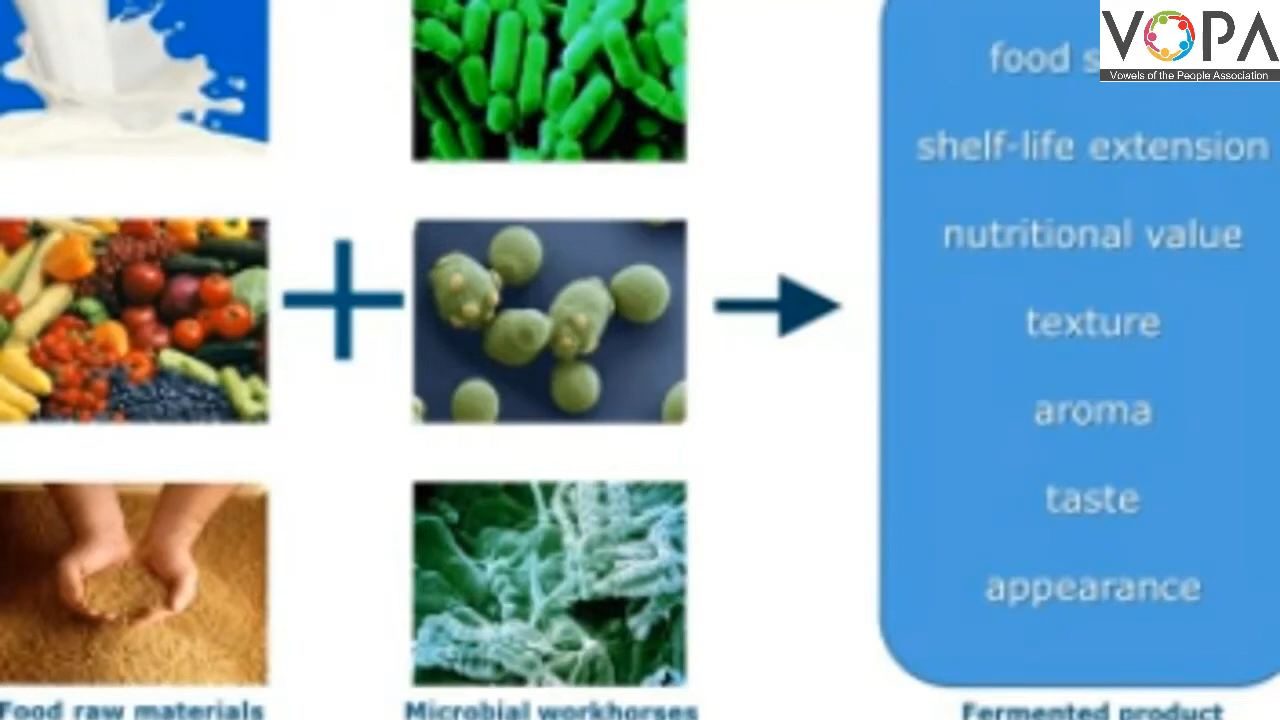 VOPA
Vowels of the People Association
food
shelf-life extension
nutritional value
texture
aroma
taste
appearance
Food raw materials
Microbial workhorses
Fermented product